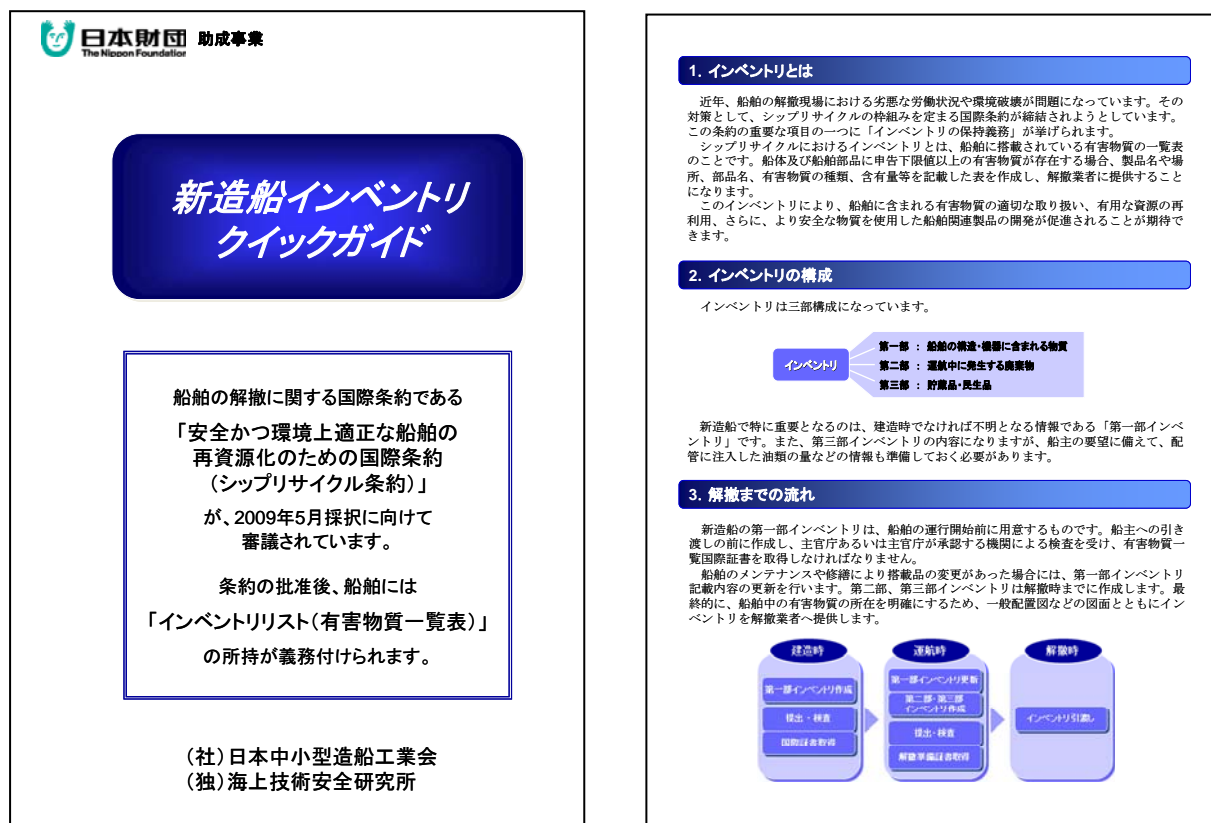 日本財団 助成事業
The Nippon Foundation
新造船インベントリ
クイックガイド
船舶の解撤に関する国際条約である
「安全かつ環境上適正な船舶の
再資源化のための国際条約
(シップリサイクル条約)」
が、2009年5月採択に向けて
審議されています。
条約の批准後、船舶には
「インベントリリスト(有害物質一覧表)」
の所持が義務付けられます。
(社)日本中小型造船工業会
(独)海上技術安全研究所
1. インベントリとは
近年、船舶の解撤現場における劣悪な労働状況や環境破壊が問題になっています。その
対策として、シップリサイクルの枠組みを定まる国際条約が締結されようとしています。
この条約の重要な項目の一つに「インベントリの保持義務」が挙げられます。
シップリサイクルにおけるインベントリとは、船舶に搭載されている有害物質の一覧表
のことです。船体及び船舶部品に申告下限値以上の有害物質が存在する場合、製品名や場
所、部品名、有害物質の種類、含有量等を記載した表を作成し、解撤業者に提供すること
になります。
このインベントリにより、船舶に含まれる有害物質の適切な取り扱い、有用な資源の再
利用、さらに、より安全な物質を使用した船舶関連製品の開発が促進されることが期待で
きます。
2. インベントリの構成
インベントリは三部構成になっています。
インベントリ
第一部 : 船舶の構造・機器に含まれる物質
第二部 : 運航中に発生する廃棄物
第三部 : 貯蔵品・民生品
新造船で特に重要となるのは、建造時でなければ不明となる情報である「第一部インベ
ントリ」です。また、第三部インベントリの内容になりますが、船主の要望に備えて、配
管に注入した油類の量などの情報も準備しておく必要があります。
3. 解撤までの流れ
新造船の第一部インベントリは、船舶の運行開始前に用意するものです。船主への引き
渡しの前に作成し、主官庁あるいは主官庁が承認する機関による検査を受け、有害物質一
覧国際証書を取得しなければなりません。
船舶のメンテナンスや修繕により搭載品の変更があった場合には、第一部インベントリ
記載内容の更新を行います。第二部、第三部インベントリは解撤時までに作成します。最
終的に、船舶中の有害物質の所在を明確にするため、一般配置図などの図面とともにイン
ベントリを解撤業者へ提供します。
建造時
第一部インベントリ作成
提出・検査
国際証書取得
運航時
第一部インベントリ更新
第二部・第三部
インベントリ作成
提出・検査
解撤準備証書取得
解撤時
インベントリ引渡し